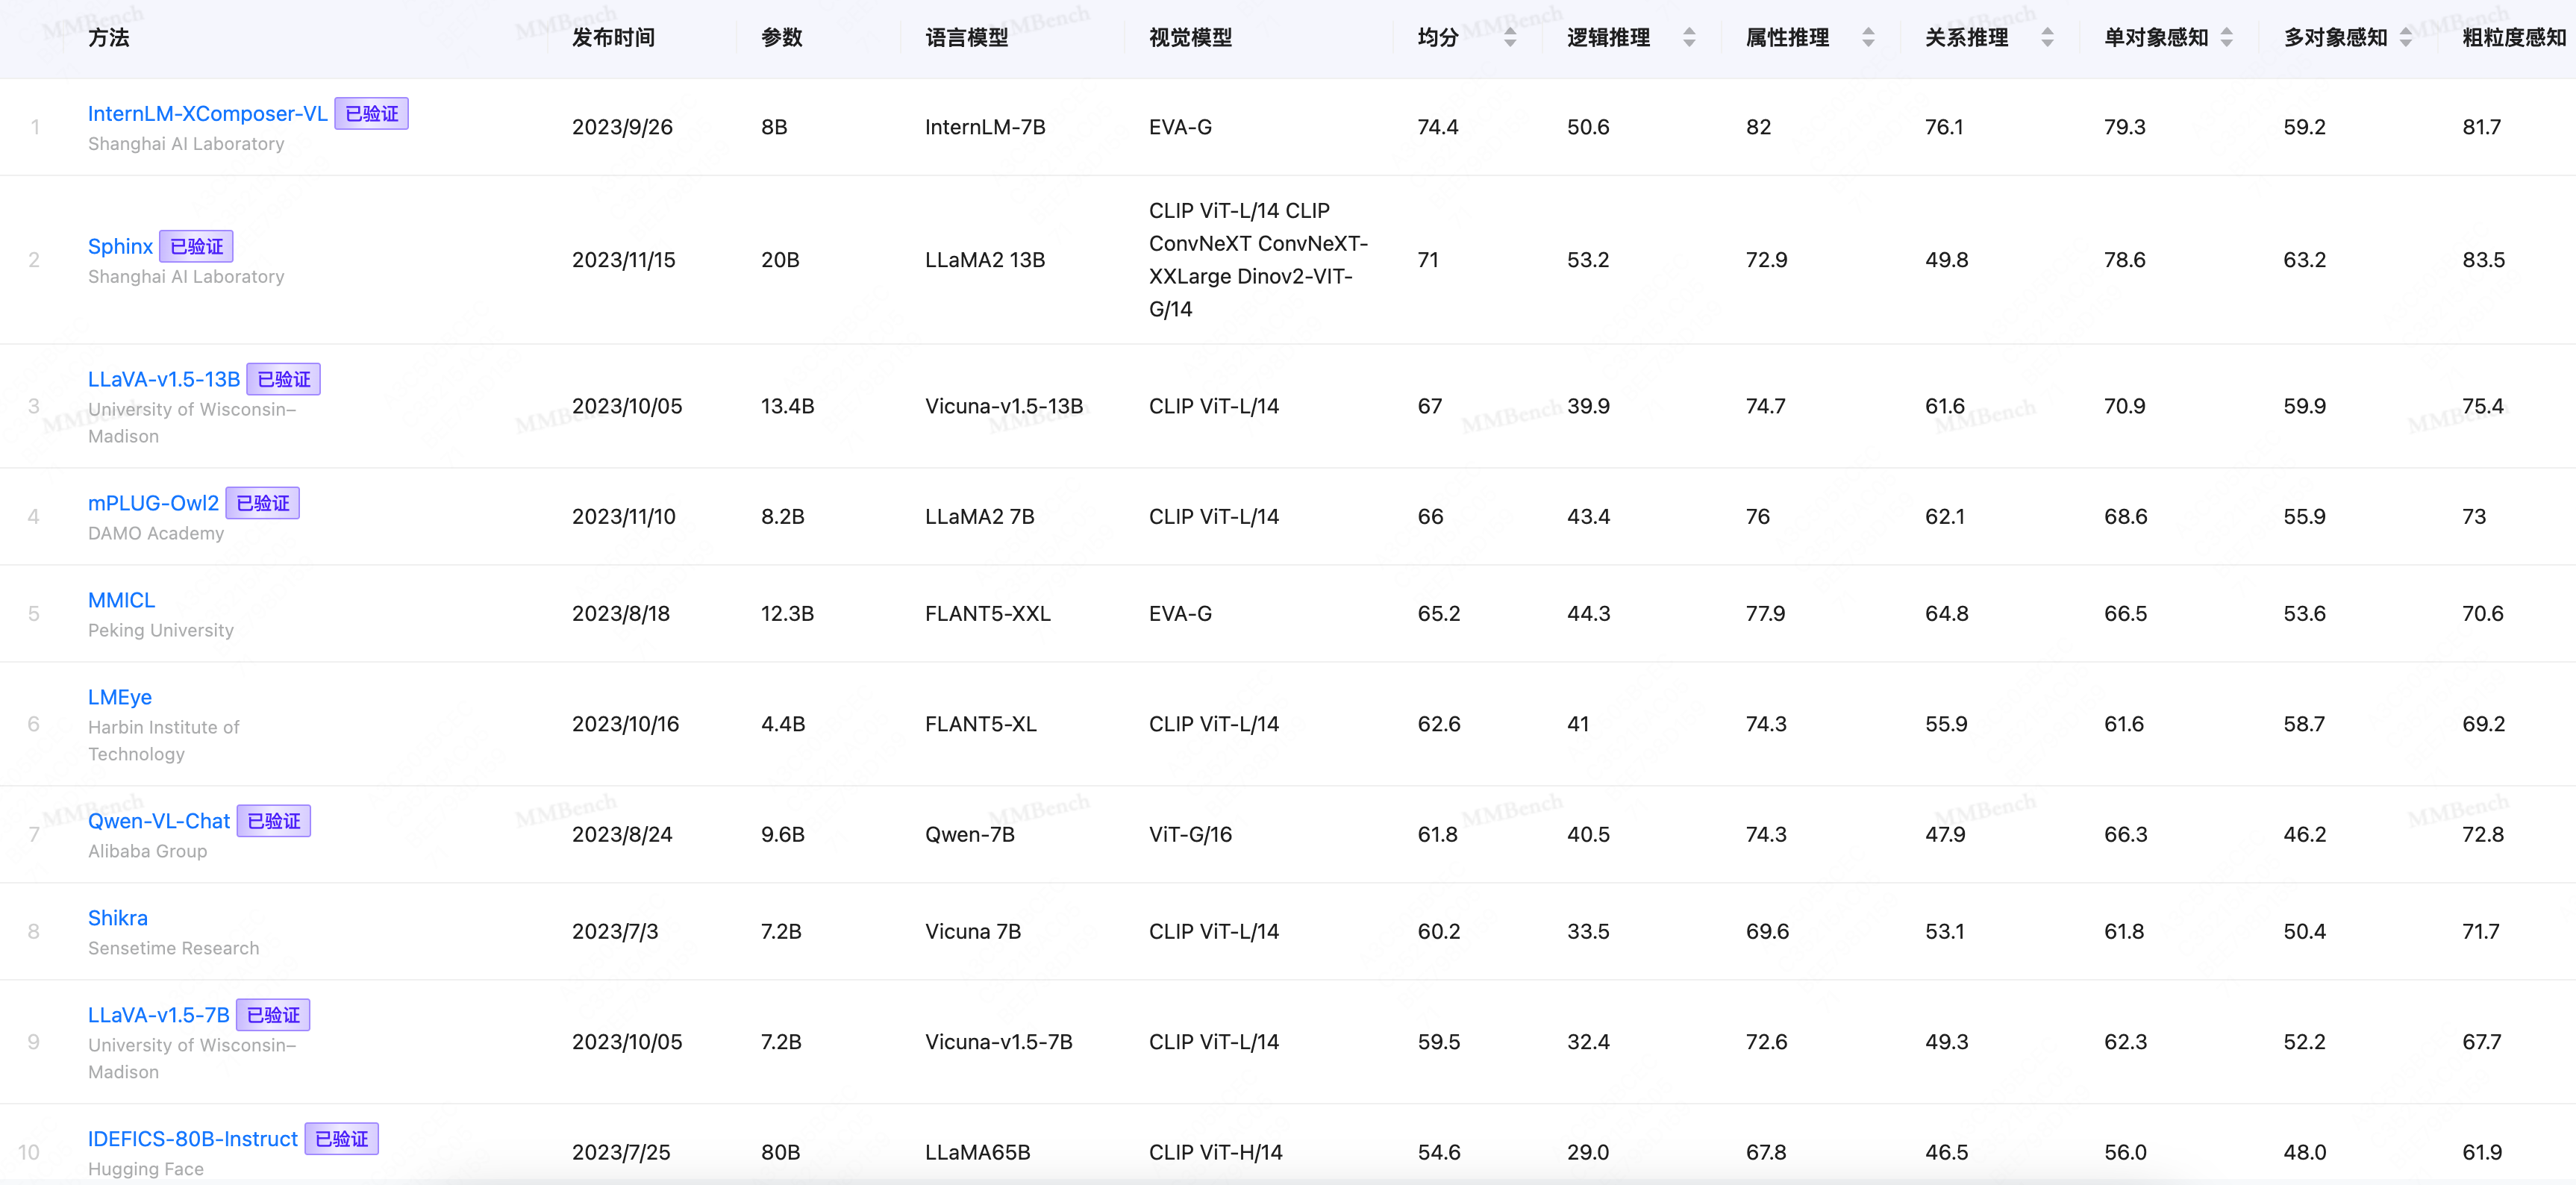 方法 发布时间 参数 语言模型 视觉模型 均分 逻辑推理 属性推理 关系推理 单对象感知 多对象感知 粗粒度感知
1 InternLM-XComposer-VL 已验证 2023/9/26 8B InternLM-7B EVA-G 74.4 50.6 82 76.1 79.3 59.2 81.7
Shanghai AI Laboratory
2 Sphinx 已验证 2023/11/15 20B LLaMA2 13B CLIP ViT-L/14 CLIP 71 53.2 72.9 49.8 78.6 63.2 83.5
Shanghai AI Laboratory
ConvNeXT ConvNeXT-
XXLarge Dinov2-VIT-
G/14
3 LLaVA-v1.5-13B 已验证 2023/10/05 13.4B Vicuna-v1.5-13B CLIP ViT-L/14 67 39.9 74.7 61.6 70.9 59.9 75.4
University of Wisconsin–
Madison
4 mPLUG-Owl2 已验证 2023/11/10 8.2B LLaMA2 7B CLIP ViT-L/14 66 43.4 76 62.1 68.6 55.9 73
DAMO Academy
5 MMICL 2023/8/18 12.3B FLANT5-XXL EVA-G 65.2 44.3 77.9 64.8 66.5 53.6 70.6
Peking University
6 LMEye 2023/10/16 4.4B FLANT5-XL CLIP ViT-L/14 62.6 41 74.3 55.9 61.6 58.7 69.2
Harbin Institute of
Technology
7 Qwen-VL-Chat 已验证 2023/8/24 9.6B Qwen-7B ViT-G/16 61.8 40.5 74.3 47.9 66.3 46.2 72.8
Alibaba Group
8 Shikra 2023/7/3 7.2B Vicuna 7B CLIP ViT-L/14 60.2 33.5 69.6 53.1 61.8 50.4 71.7
Sensetime Research
9 LLaVA-v1.5-7B 已验证 2023/10/05 7.2B Vicuna-v1.5-7B CLIP ViT-L/14 59.5 32.4 72.6 49.3 62.3 52.2 67.7
University of Wisconsin–
Madison
10 IDEFICS-80B-Instruct 已验证 2023/7/25 80B LLaMA65B CLIP ViT-H/14 54.6 29.0 67.8 46.5 56.0 48.0 61.9
Hugging Face
MMBench